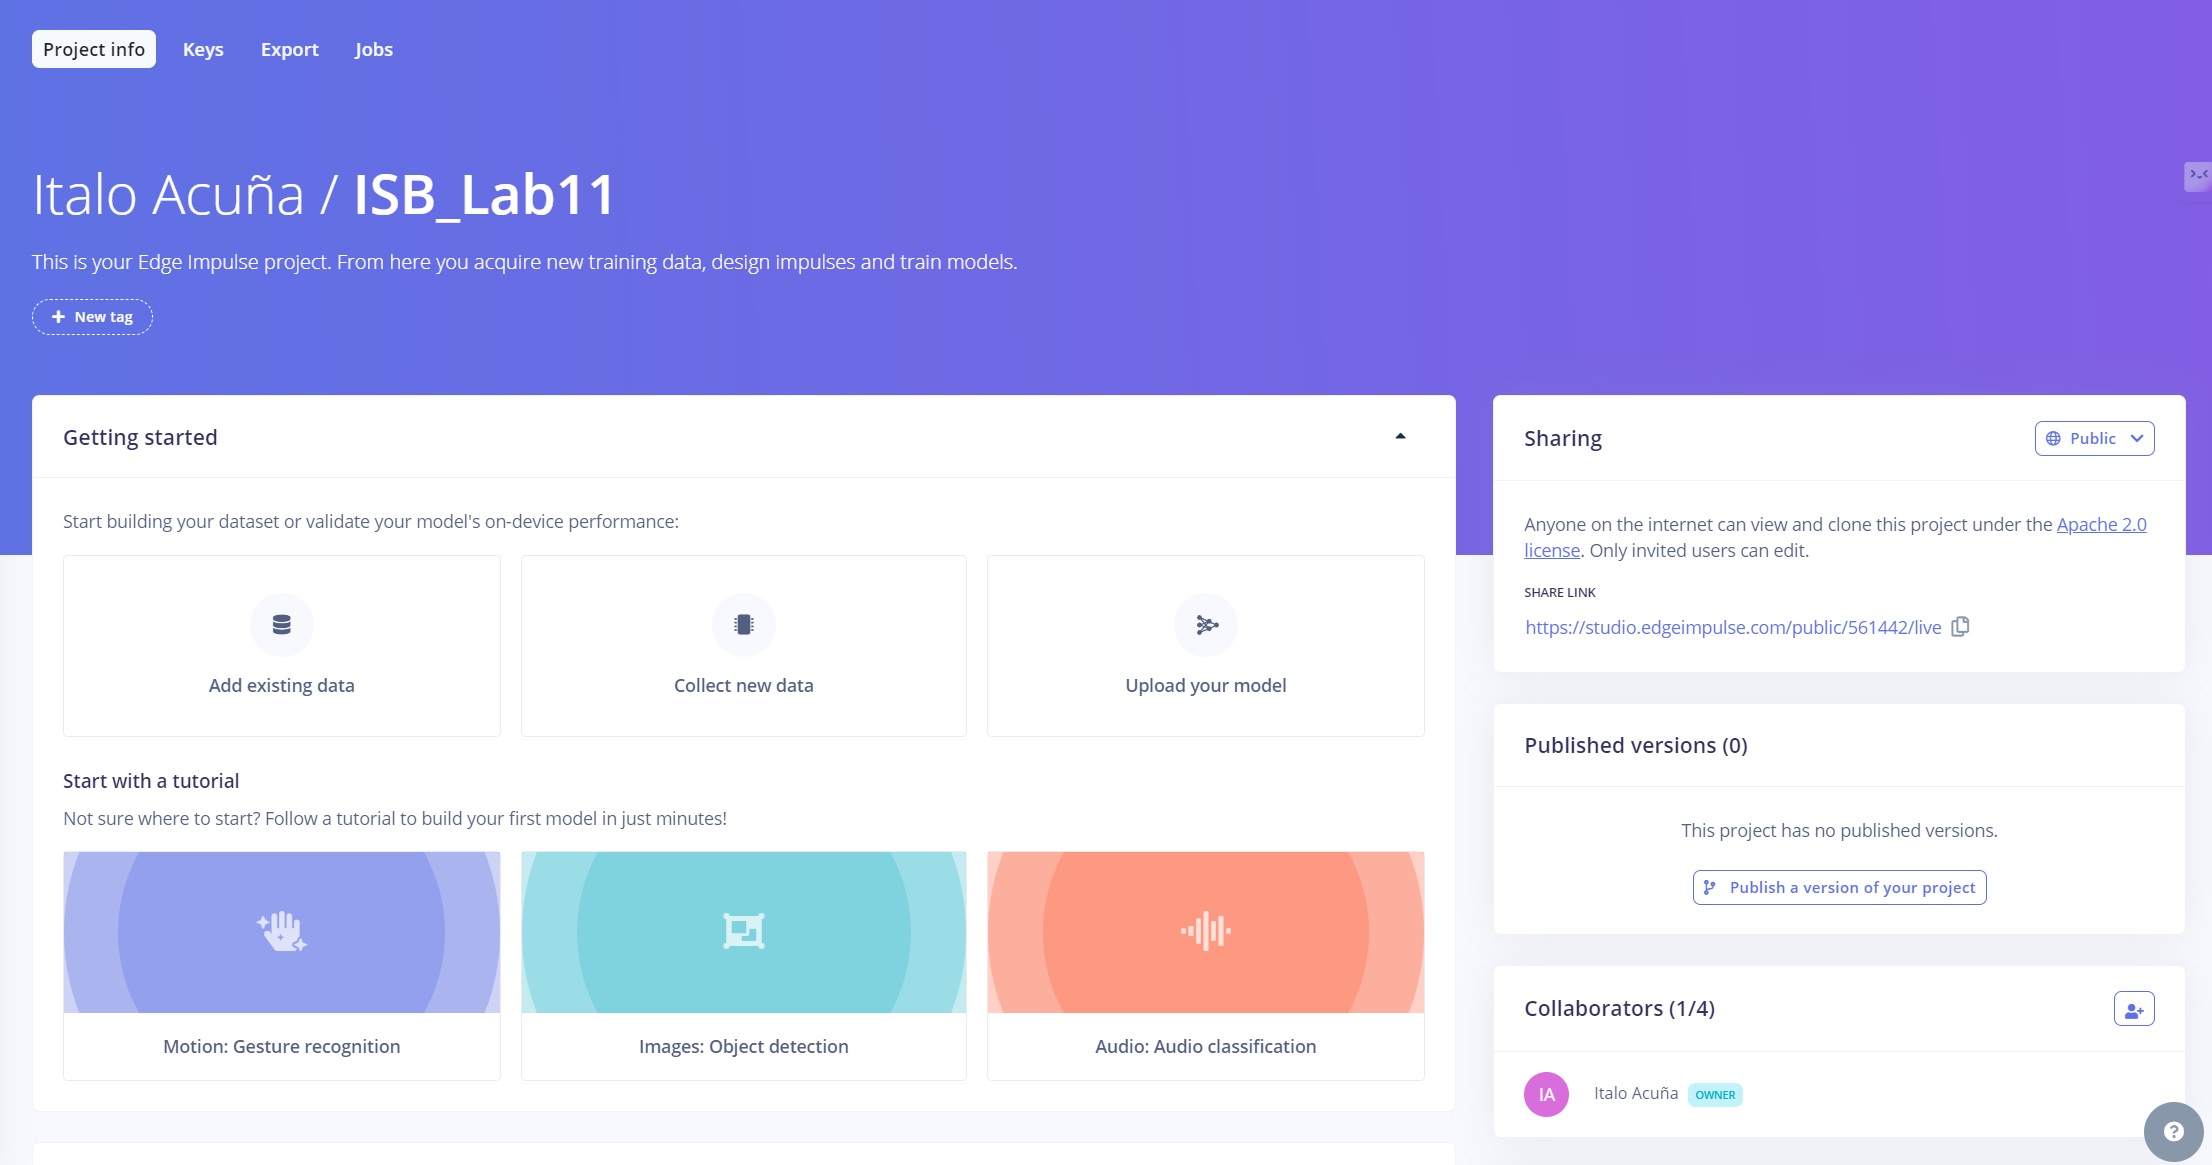 Project info
Keys
Export
Jobs
Italo Acuña / ISB_Lab11
This is your Edge Impulse project. From here you acquire new training data, design impulses and train models.
+ New tag
Getting started
Start building your dataset or validate your model's on-device performance:
Add existing data
Collect new data
Upload your model
Start with a tutorial
Not sure where to start? Follow a tutorial to build your first model in just minutes!
Motion: Gesture recognition
Images: Object detection
Audio: Audio classification
Sharing
Public
Anyone on the internet can view and clone this project under the Apache 2.0
license. Only invited users can edit.
SHARE LINK
https://studio.edgeimpulse.com/public/561442/live
Published versions (0)
This project has no published versions.
Publish a version of your project
Collaborators (1/4)
IA
Italo Acuña OWNER
?